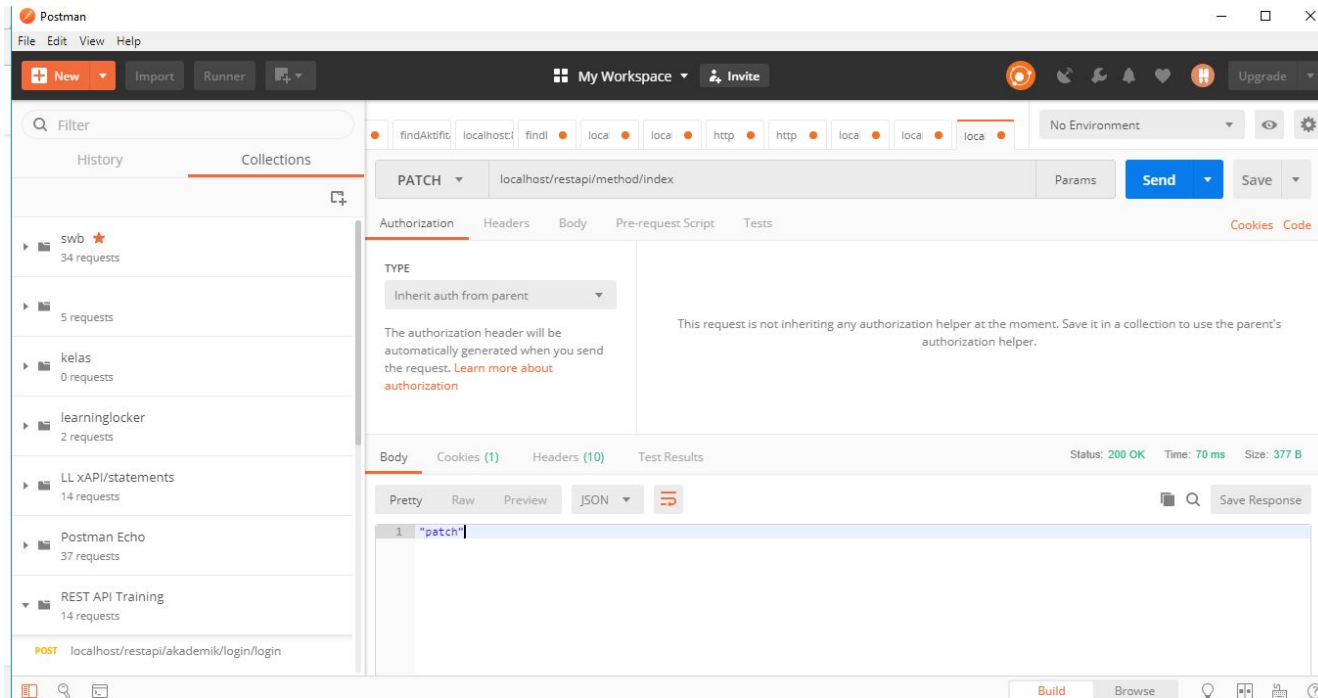 Postman
File Edit View Help
New Import Runner My Workspace Invite Upgrade
Filter
History Collections
swb
34 requests
5 requests
kelas
0 requests
learninglocker
2 requests
LL xAPI/statements
14 requests
Postman Echo
37 requests
REST API Training
14 requests
POST localhost/restapi/akademik/login/login
findAktifit localhost: findl local local http http local local local
No Environment
PATCH localhost/restapi/method/index Params Send Save
Authorization Headers Body Pre-request Script Tests Cookies Code
TYPE
Inherit auth from parent
The authorization header will be
automatically generated when you send
the request. Learn more about
authorization
This request is not inheriting any authorization helper at the moment. Save it in a collection to use the parent's
authorization helper.
Body Cookies (1) Headers (10) Test Results Status: 200 OK Time: 70 ms Size: 377 B
Pretty Raw Preview JSON Save Response
1 "patch"
Build Browse